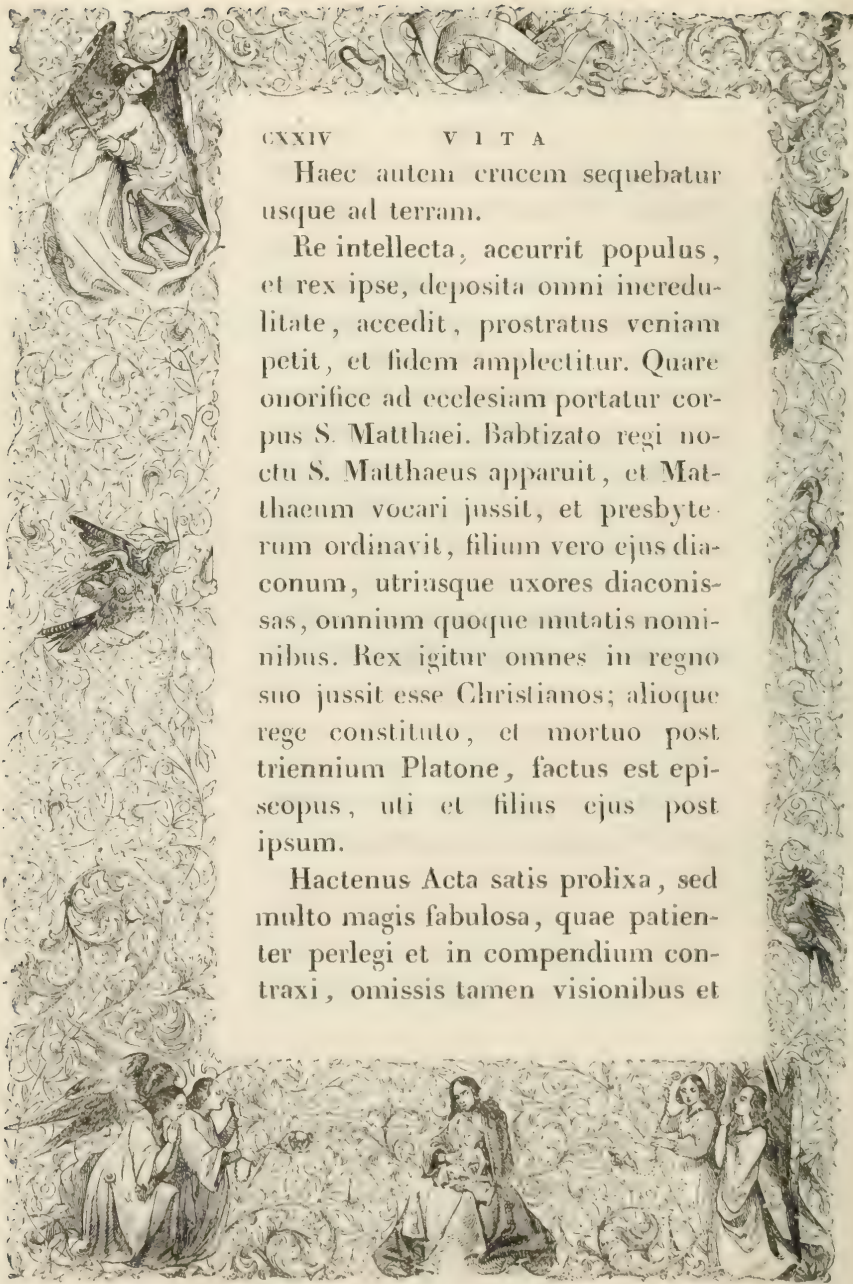 CXXIV VITA
Haec autem crucem sequebatur
usque ad terram.
Re intellecta, accurrit populus,
et rex ipse, deposita omni incredu-
litate, accedit, prostratus veniam
petit, et fidem amplectitur. Quare
onorifice ad ecclesiam portatur cor-
pus S. Matthaei. Babtizato regi no-
ctu S. Matthaeus apparuit, et Mat-
thaeum vocari jussit, et presbyte-
rum ordinavit, filium vero ejus dia-
conum, utriusque uxores diaconis-
sas, omnium quoque mutatis nomi-
nibus. Rex igitur omnes in regno
suo jussit esse Christianos; alioque
rege constituto, et mortuo post
triennium Platone, factus est epi-
scopus, uti et filius ejus post
ipsum.
Hactenus Acta satis prolixa, sed
multo magis fabulosa, quae patien-
ter perlegi et in compendium con-
traxi, omissis tamen visionibus et